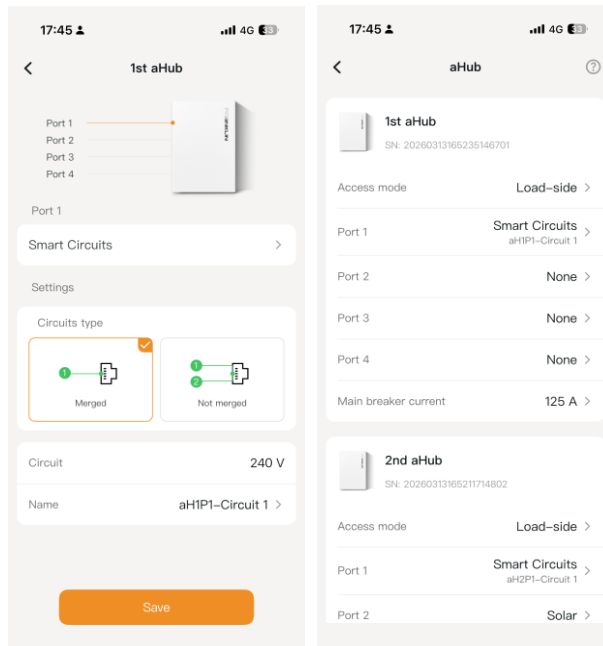 17:45
4G 33
1st aHub
Port 1
Port 2
Port 3
Port 4
Port 1
Smart Circuits
Settings
Circuits type
1
Merged
1
2
Not merged
Circuit 240 V
Name aH1P1-Circuit 1
Save
17:45
4G 33
aHub
?
1st aHub
SN: 20260313165235146701
Access mode Load-side
Port 1 Smart Circuits
aH1P1-Circuit 1
Port 2 None
Port 3 None
Port 4 None
Main breaker current 125 A
2nd aHub
SN: 20260313165211714802
Access mode Load-side
Port 1 Smart Circuits
aH2P1-Circuit 1
Port 2 Solar